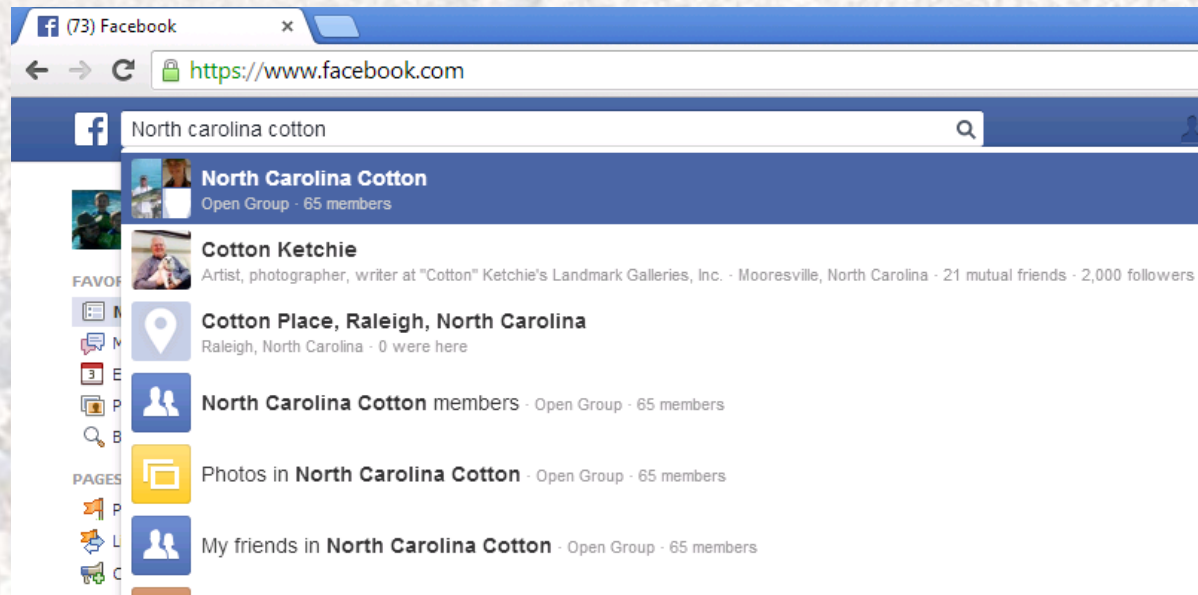 (73) Facebook
https://www.facebook.com
North carolina cotton
North Carolina Cotton
Open Group · 65 members
Cotton Ketchie
Artist, photographer, writer at "Cotton" Ketchie's Landmark Galleries, Inc. · Mooresville, North Carolina · 21 mutual friends · 2,000 followers
Cotton Place, Raleigh, North Carolina
Raleigh, North Carolina · 0 were here
North Carolina Cotton members · Open Group · 65 members
Photos in North Carolina Cotton · Open Group · 65 members
My friends in North Carolina Cotton · Open Group · 65 members
FAVO
N
M
3 E
P
B
PAGES
P
L